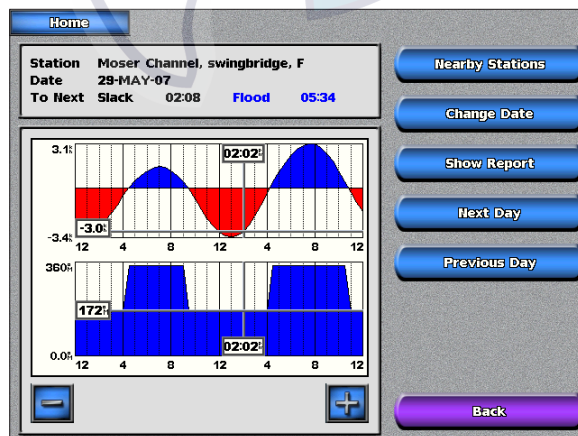 Home
Station Moser Channel, swingbridge, F
Date 29-MAY-07
To Next Slack 02:08 Flood 05:34
Nearby Stations
Change Date
Show Report
Next Day
Previous Day
Back
3.1
02:02
-3.0
-3.4
12 4 8 12 4 8 12
360
172
02:02
0.0
12 4 8 12 4 8 12